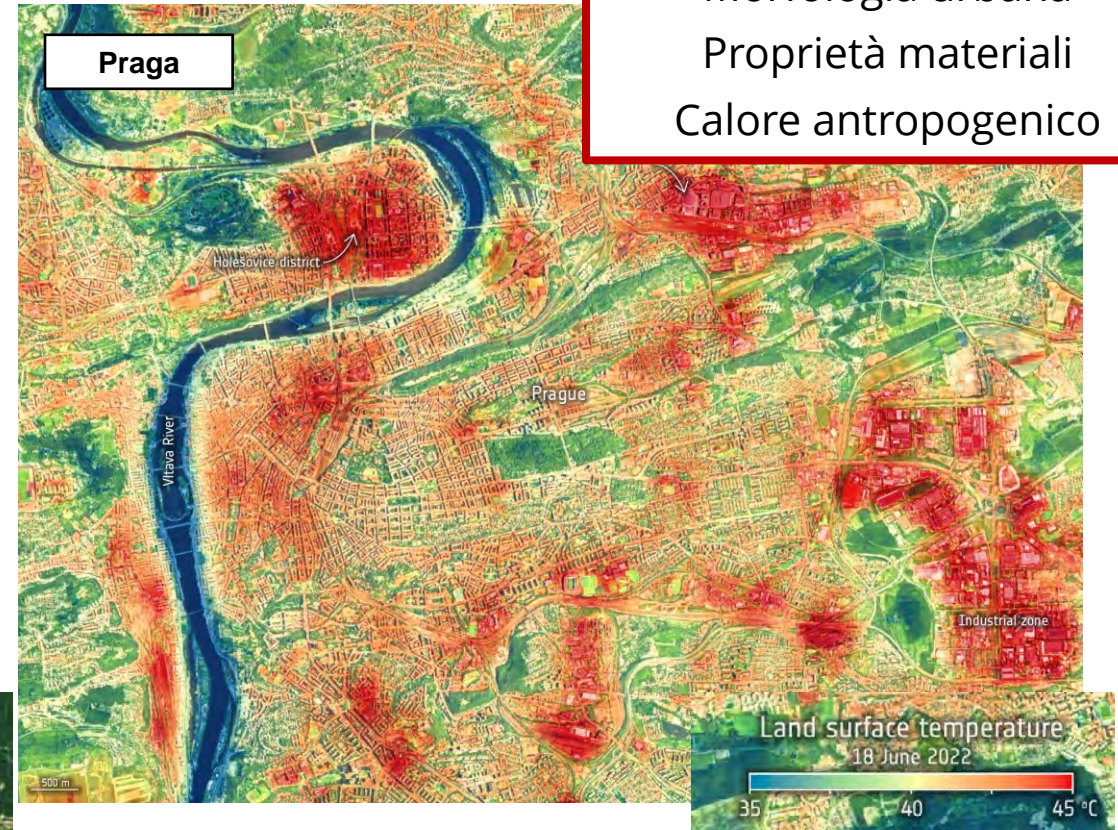 Praga
Proprietà materiali
Calore antropogenico
Holešovice district
Prague
Vltava River
Industrial zone
500 m
Land surface temperature
18 June 2022
35 40 45 °C